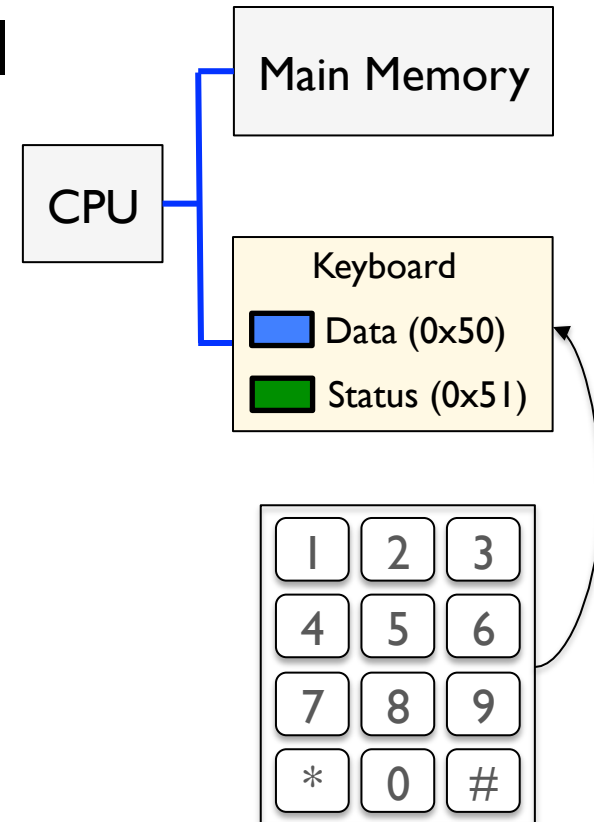 Main Memory
CPU
Keyboard
Data (0x50)
Status (0x51)
1 2 3
4 5 6
7 8 9
* 0 #